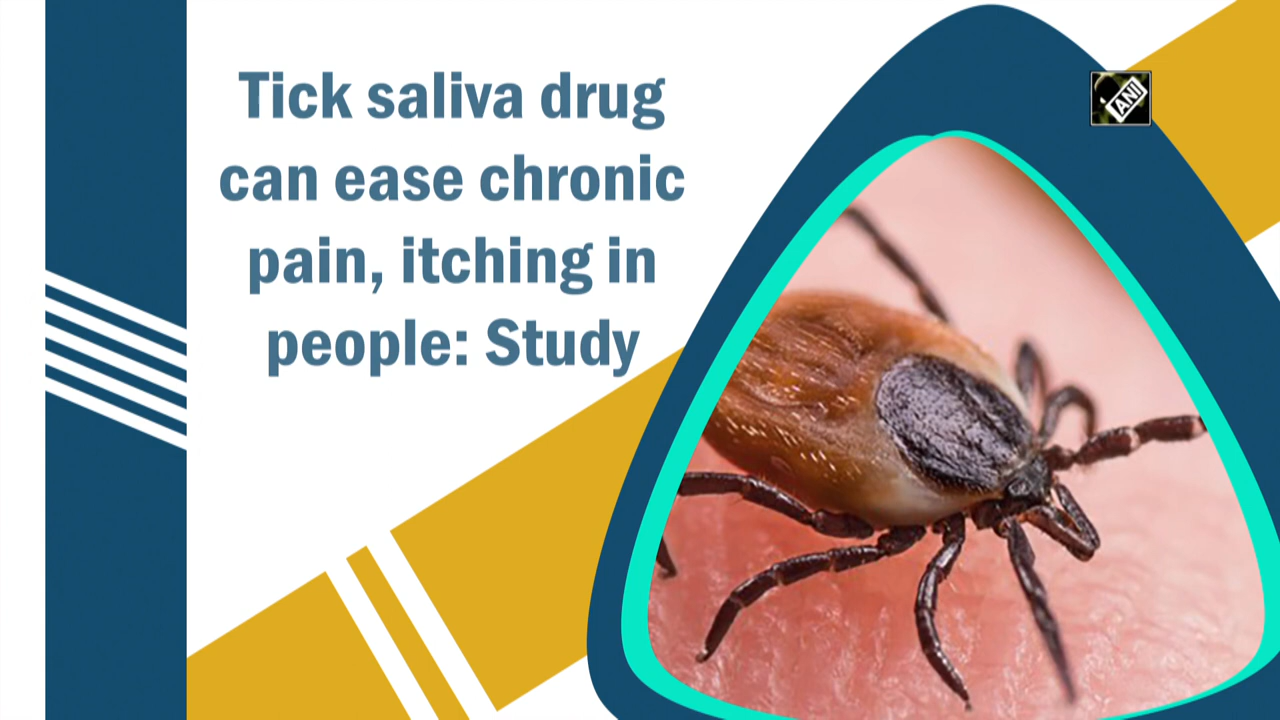 Tick saliva drug
can ease chronic
pain, itching in
people: Study
ANI